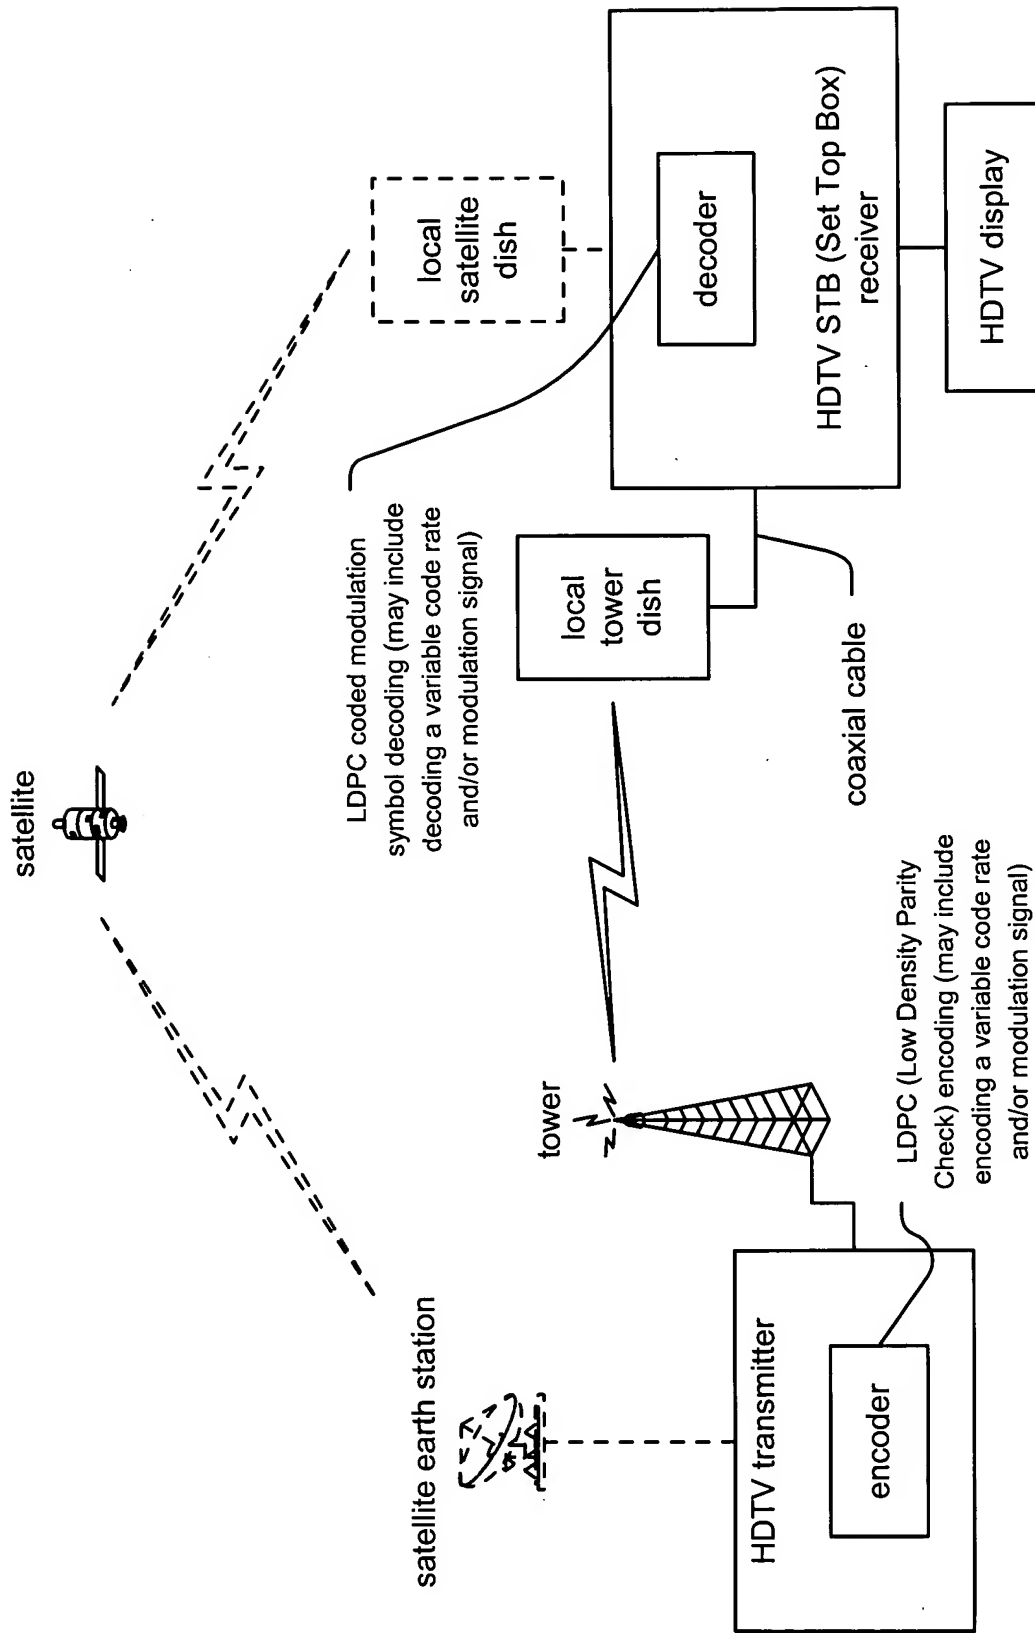 satellite
satellite earth station
local
satellite
dish
LDPC coded modulation
symbol decoding (may include
decoding a variable code rate
and/or modulation signal)
tower
local
tower
dish
decoder
HDTV STB (Set Top Box)
receiver
HDTV transmitter
encoder
coaxial cable
LDPC (Low Density Parity
Check) encoding (may include
encoding a variable code rate
and/or modulation signal)
HDTV display